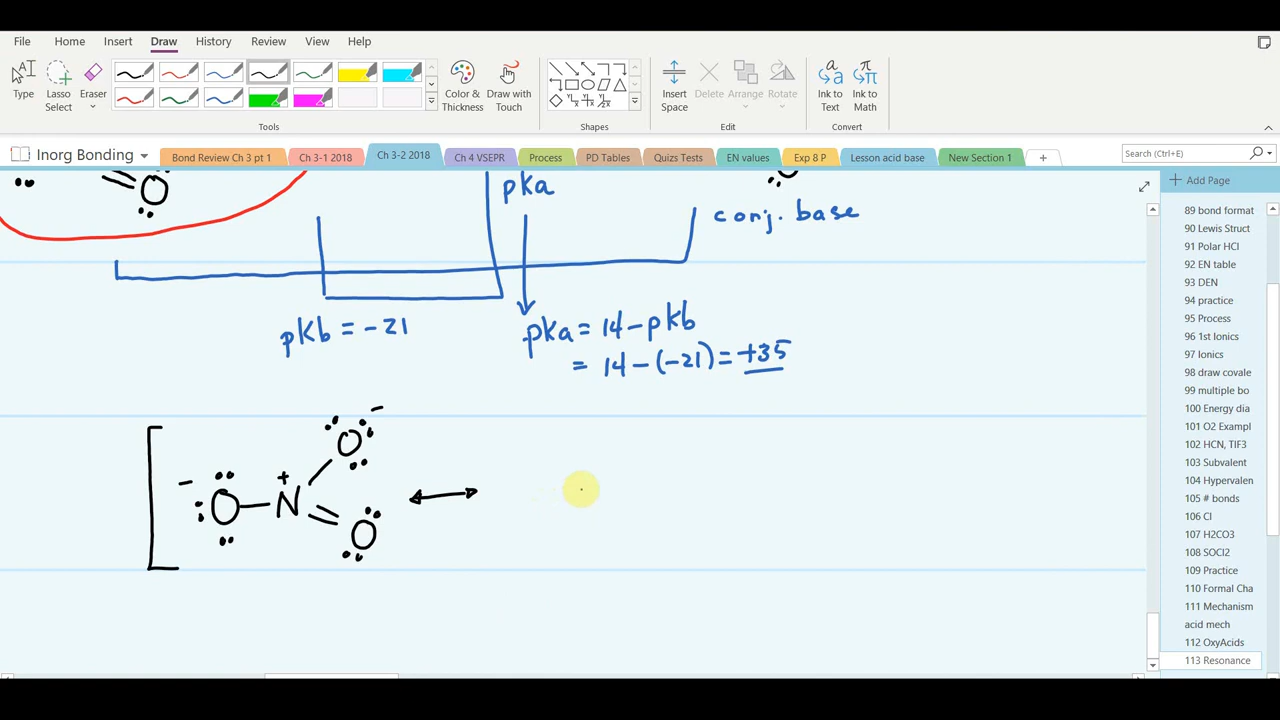 File Home Insert Draw History Review View Help
Type Lasso Select Eraser Color & Thickness Draw with Touch Insert Space Delete Arrange Rotate Ink to Text Ink to Math
Tools Shapes Edit Convert
Inorg Bonding Bond Review Ch 3 pt 1 Ch 3-1 2018 Ch 3-2 2018 Ch 4 VSEPR Process PD Tables Quizs Tests EN values Exp 8 P Lesson acid base New Section 1 Search (Ctrl+E)
Add Page
89 bond format
90 Lewis Struct
91 Polar HCl
92 EN table
93 DEN
94 practice
95 Process
96 1st Ionics
97 Ionics
98 draw covale
99 multiple bo
100 Energy dia
101 O2 Exampl
102 HCN, TIF3
103 Subvalent
104 Hypervalen
105 # bonds
106 Cl
107 H2CO3
108 SOCl2
109 Practice
110 Formal Cha
111 Mechanism
acid mech
112 OxyAcids
113 Resonance
O
pKa
conj. base
pKb = -21
pKa = 14 - pKb
= 14 - (-21) = +35
O -
- O - N + = O